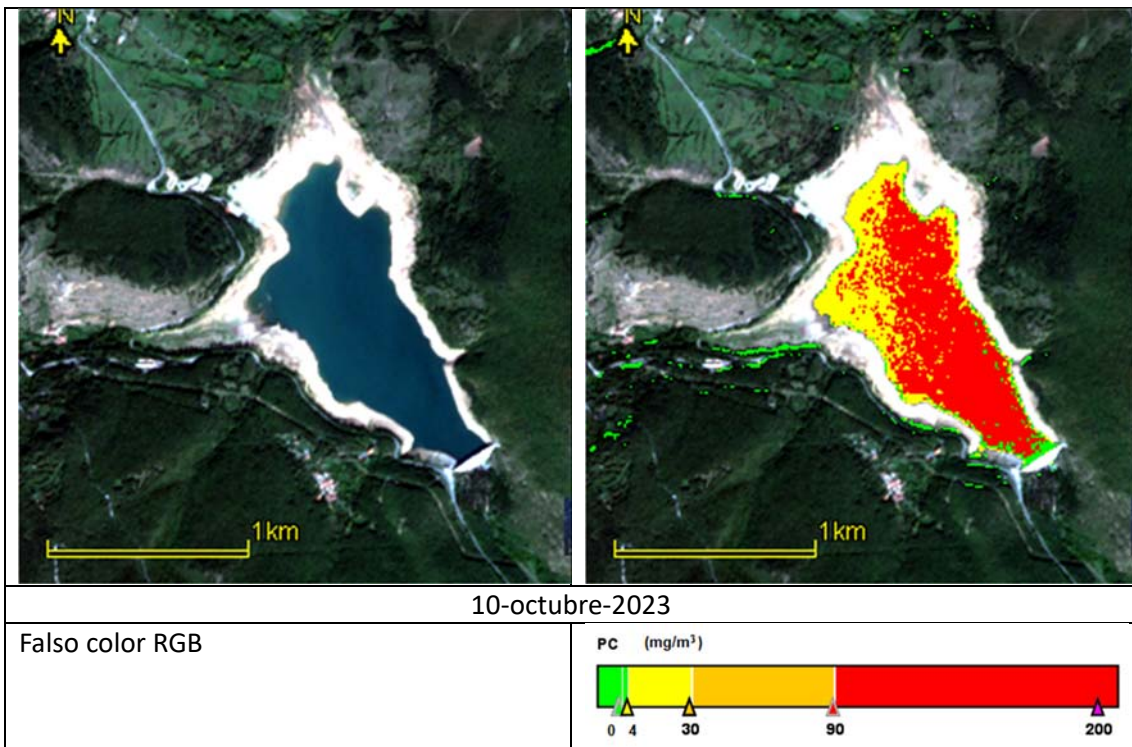 N
N
1km
1km
10-octubre-2023
Falso color RGB
PC (mg/m³)
0 4 30 90 200